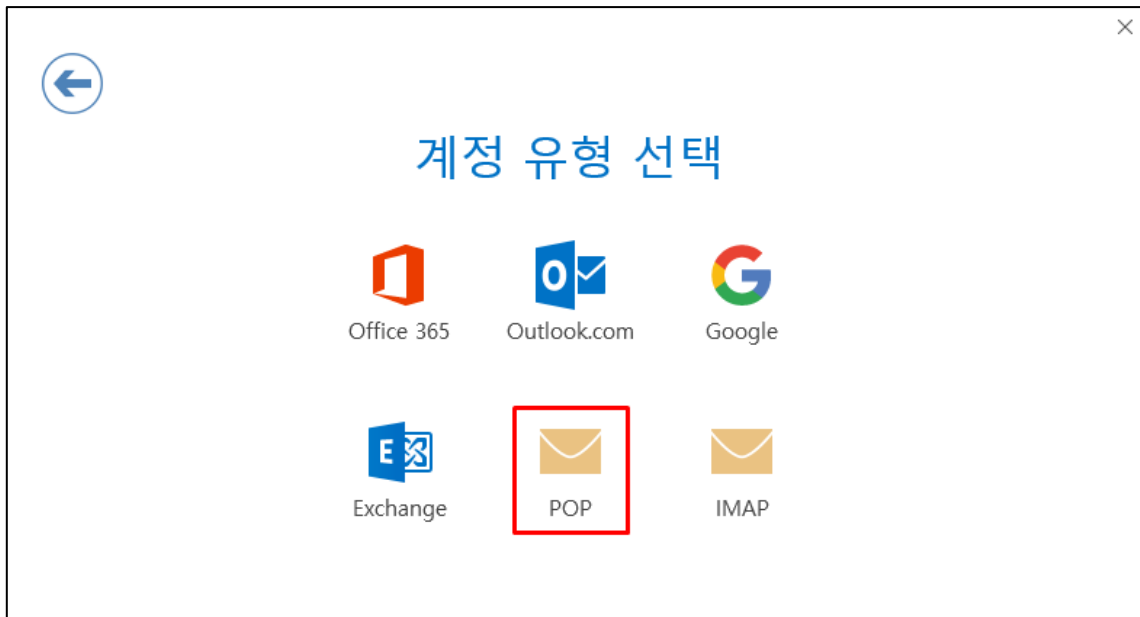 계정 유형 선택
Office 365
Outlook.com
Google
Exchange
POP
IMAP